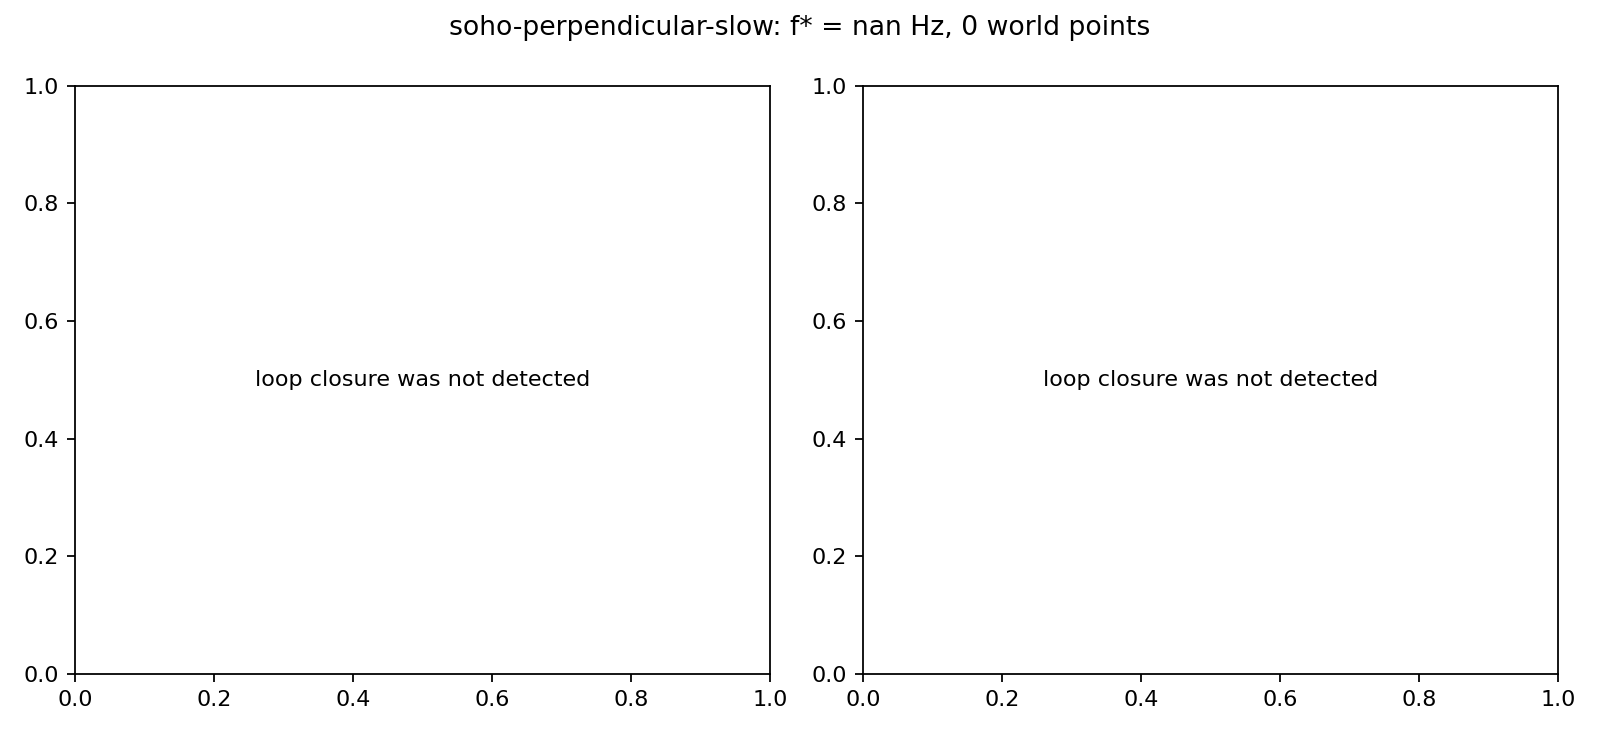 soho-perpendicular-slow: f* = nan Hz, 0 world points
1.0
0.8
0.6
0.4
0.2
0.0
loop closure was not detected
0.0 0.2 0.4 0.6 0.8 1.0
1.0
0.8
0.6
0.4
0.2
0.0
loop closure was not detected
0.0 0.2 0.4 0.6 0.8 1.0